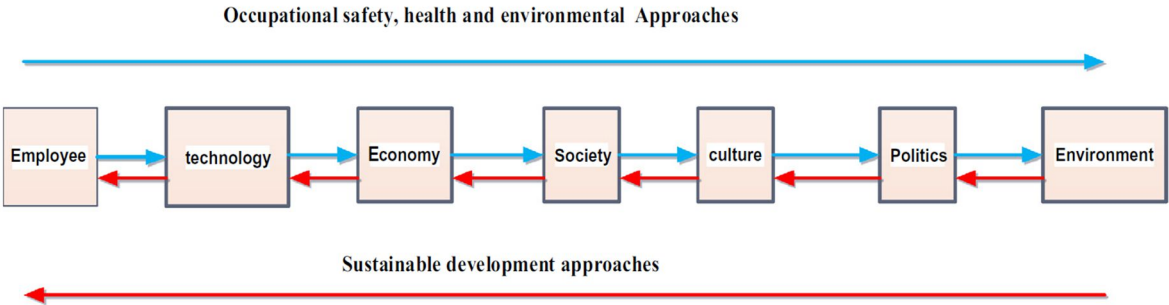 Occupational safety, health and environmental Approaches
Employee
technology
Economy
Society
culture
Politics
Environment
Sustainable development approaches